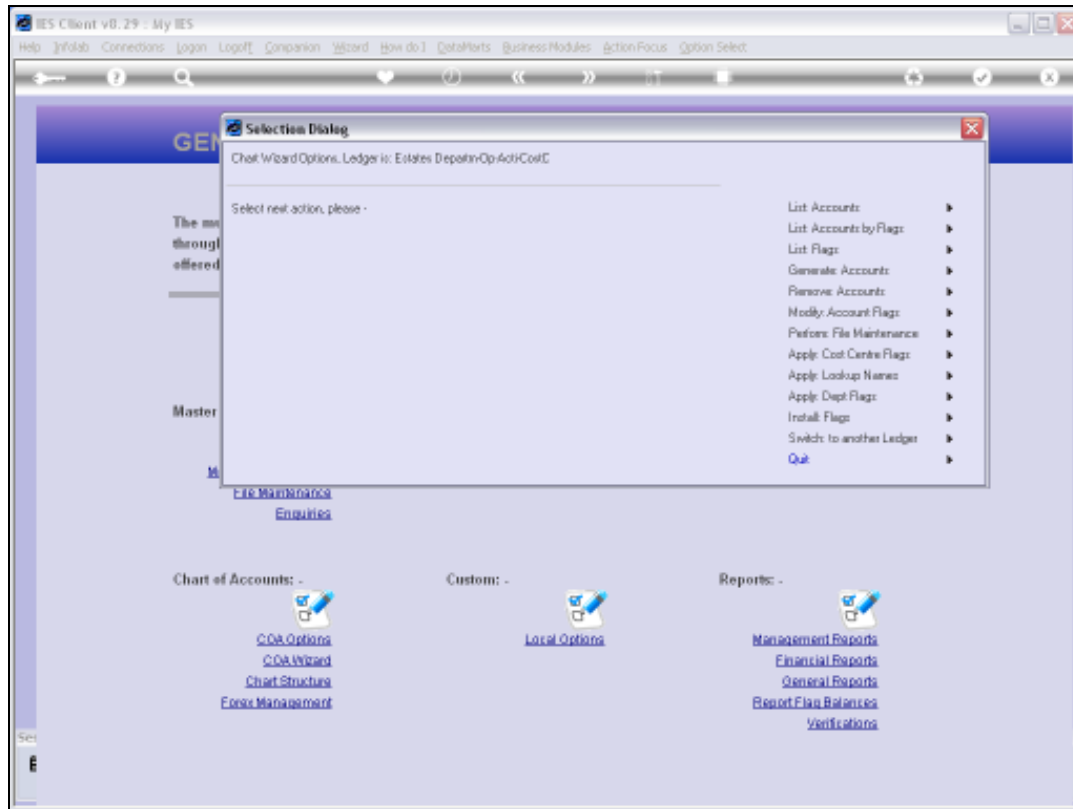 IES Client v0.29 : My IES
Help Infolab Connections Logon Logoff Companion Wizard How do I DataMarts Business Modules Action Focus Option Select
GEN
Selection Dialog
Chart Wizard Options. Ledger is: Estates Departm-Op-Acti-CostC
Select next action, please -
List: Accounts
List: Accounts by Flags
List: Flags
Generate: Accounts
Remove: Accounts
Modify: Account Flags
Perform: File Maintenance
Apply: Cost Centre Flags
Apply: Lookup Names
Apply: Dept Flags
Install: Flags
Switch: to another Ledger
Quit
The mo
through
offered
Master
M
File Maintenance
Enquiries
Chart of Accounts: -
COA Options
COA Wizard
Chart Structure
Forex Management
Custom: -
Local Options
Reports: -
Management Reports
Financial Reports
General Reports
Report Flag Balances
Verifications
Ses